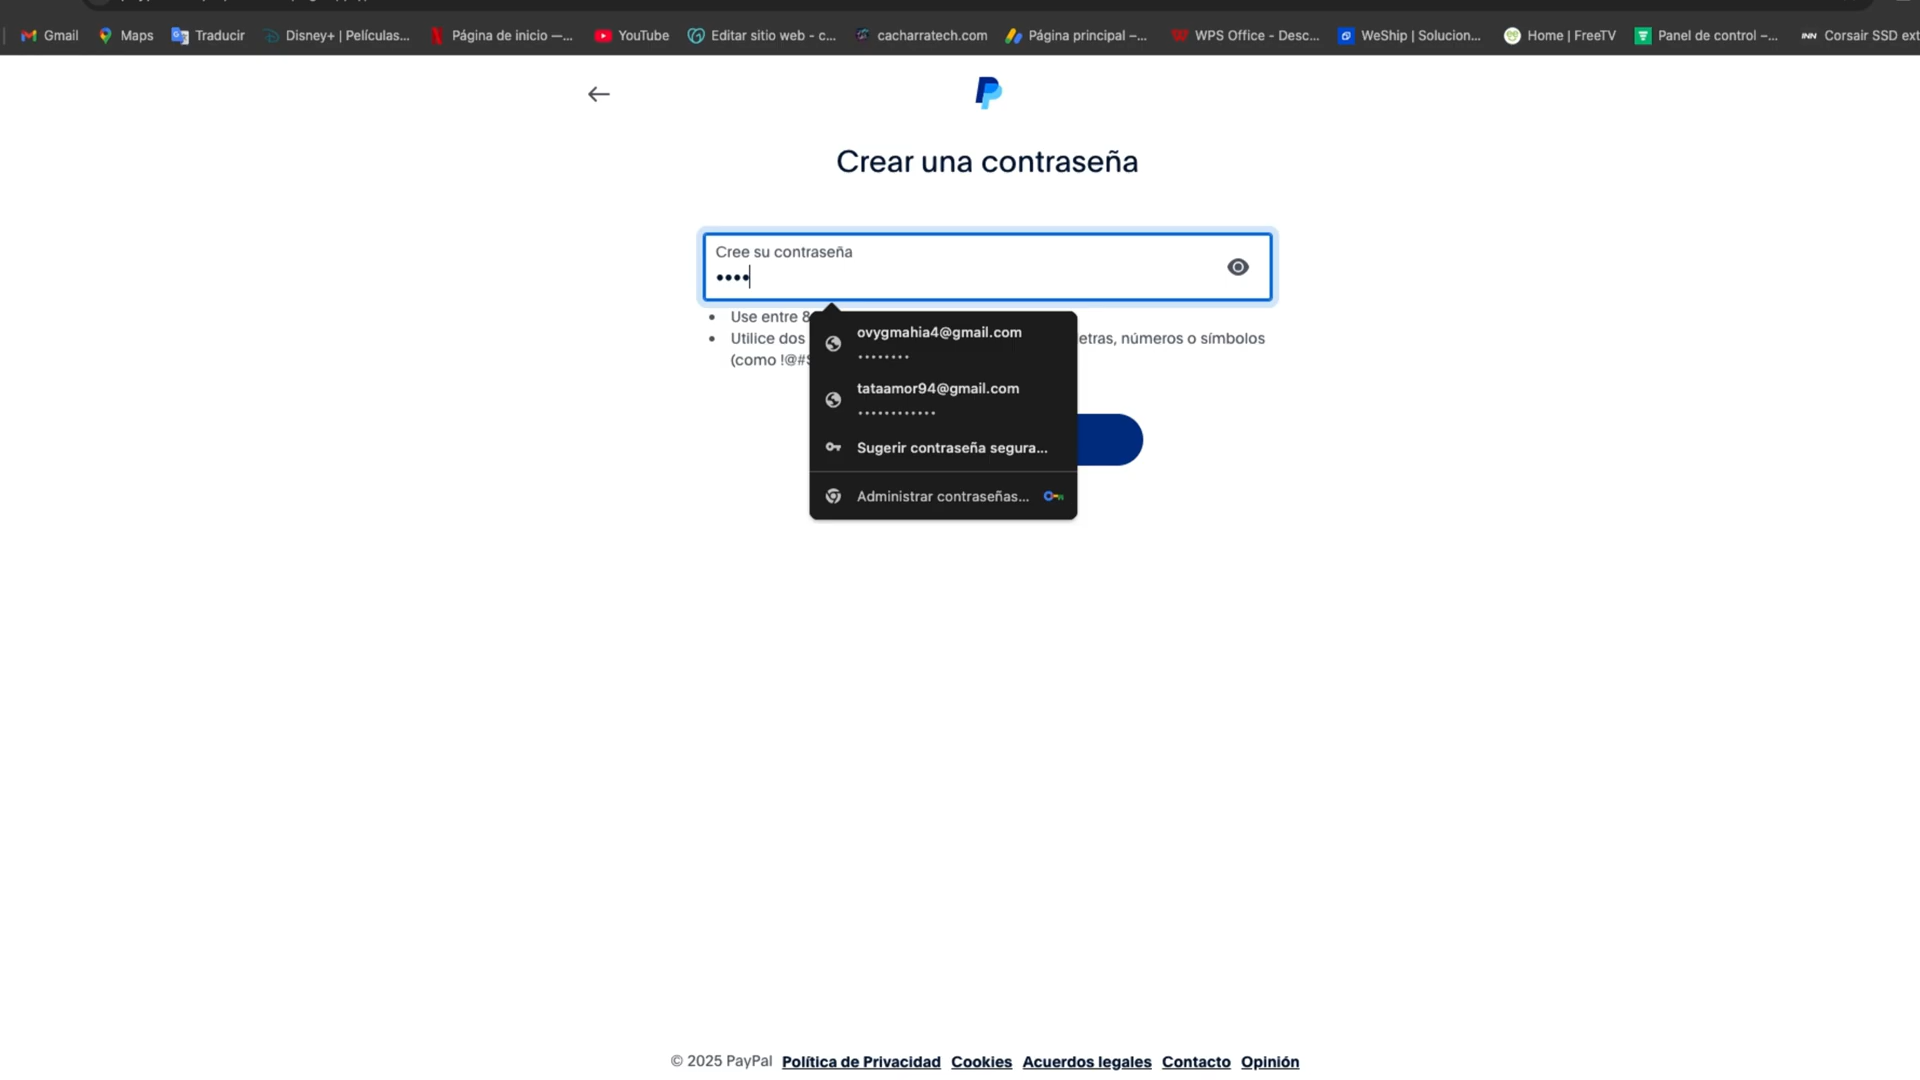 Gmail
Maps
Traducir
Disney+ | Películas...
Página de inicio —...
YouTube
Editar sitio web - c...
cacharratech.com
Página principal –...
WPS Office - Desc...
WeShip | Solucion...
Home | FreeTV
Panel de control –...
Corsair SSD ext
Crear una contraseña
Cree su contraseña
••••
Use entre 8
Utilice dos
etras, números o símbolos
(como !@#
ovygmahia4@gmail.com
••••••••
tataamor94@gmail.com
••••••••••••
Sugerir contraseña segura...
Administrar contraseñas...
© 2025 PayPal Política de Privacidad Cookies Acuerdos legales Contacto Opinión